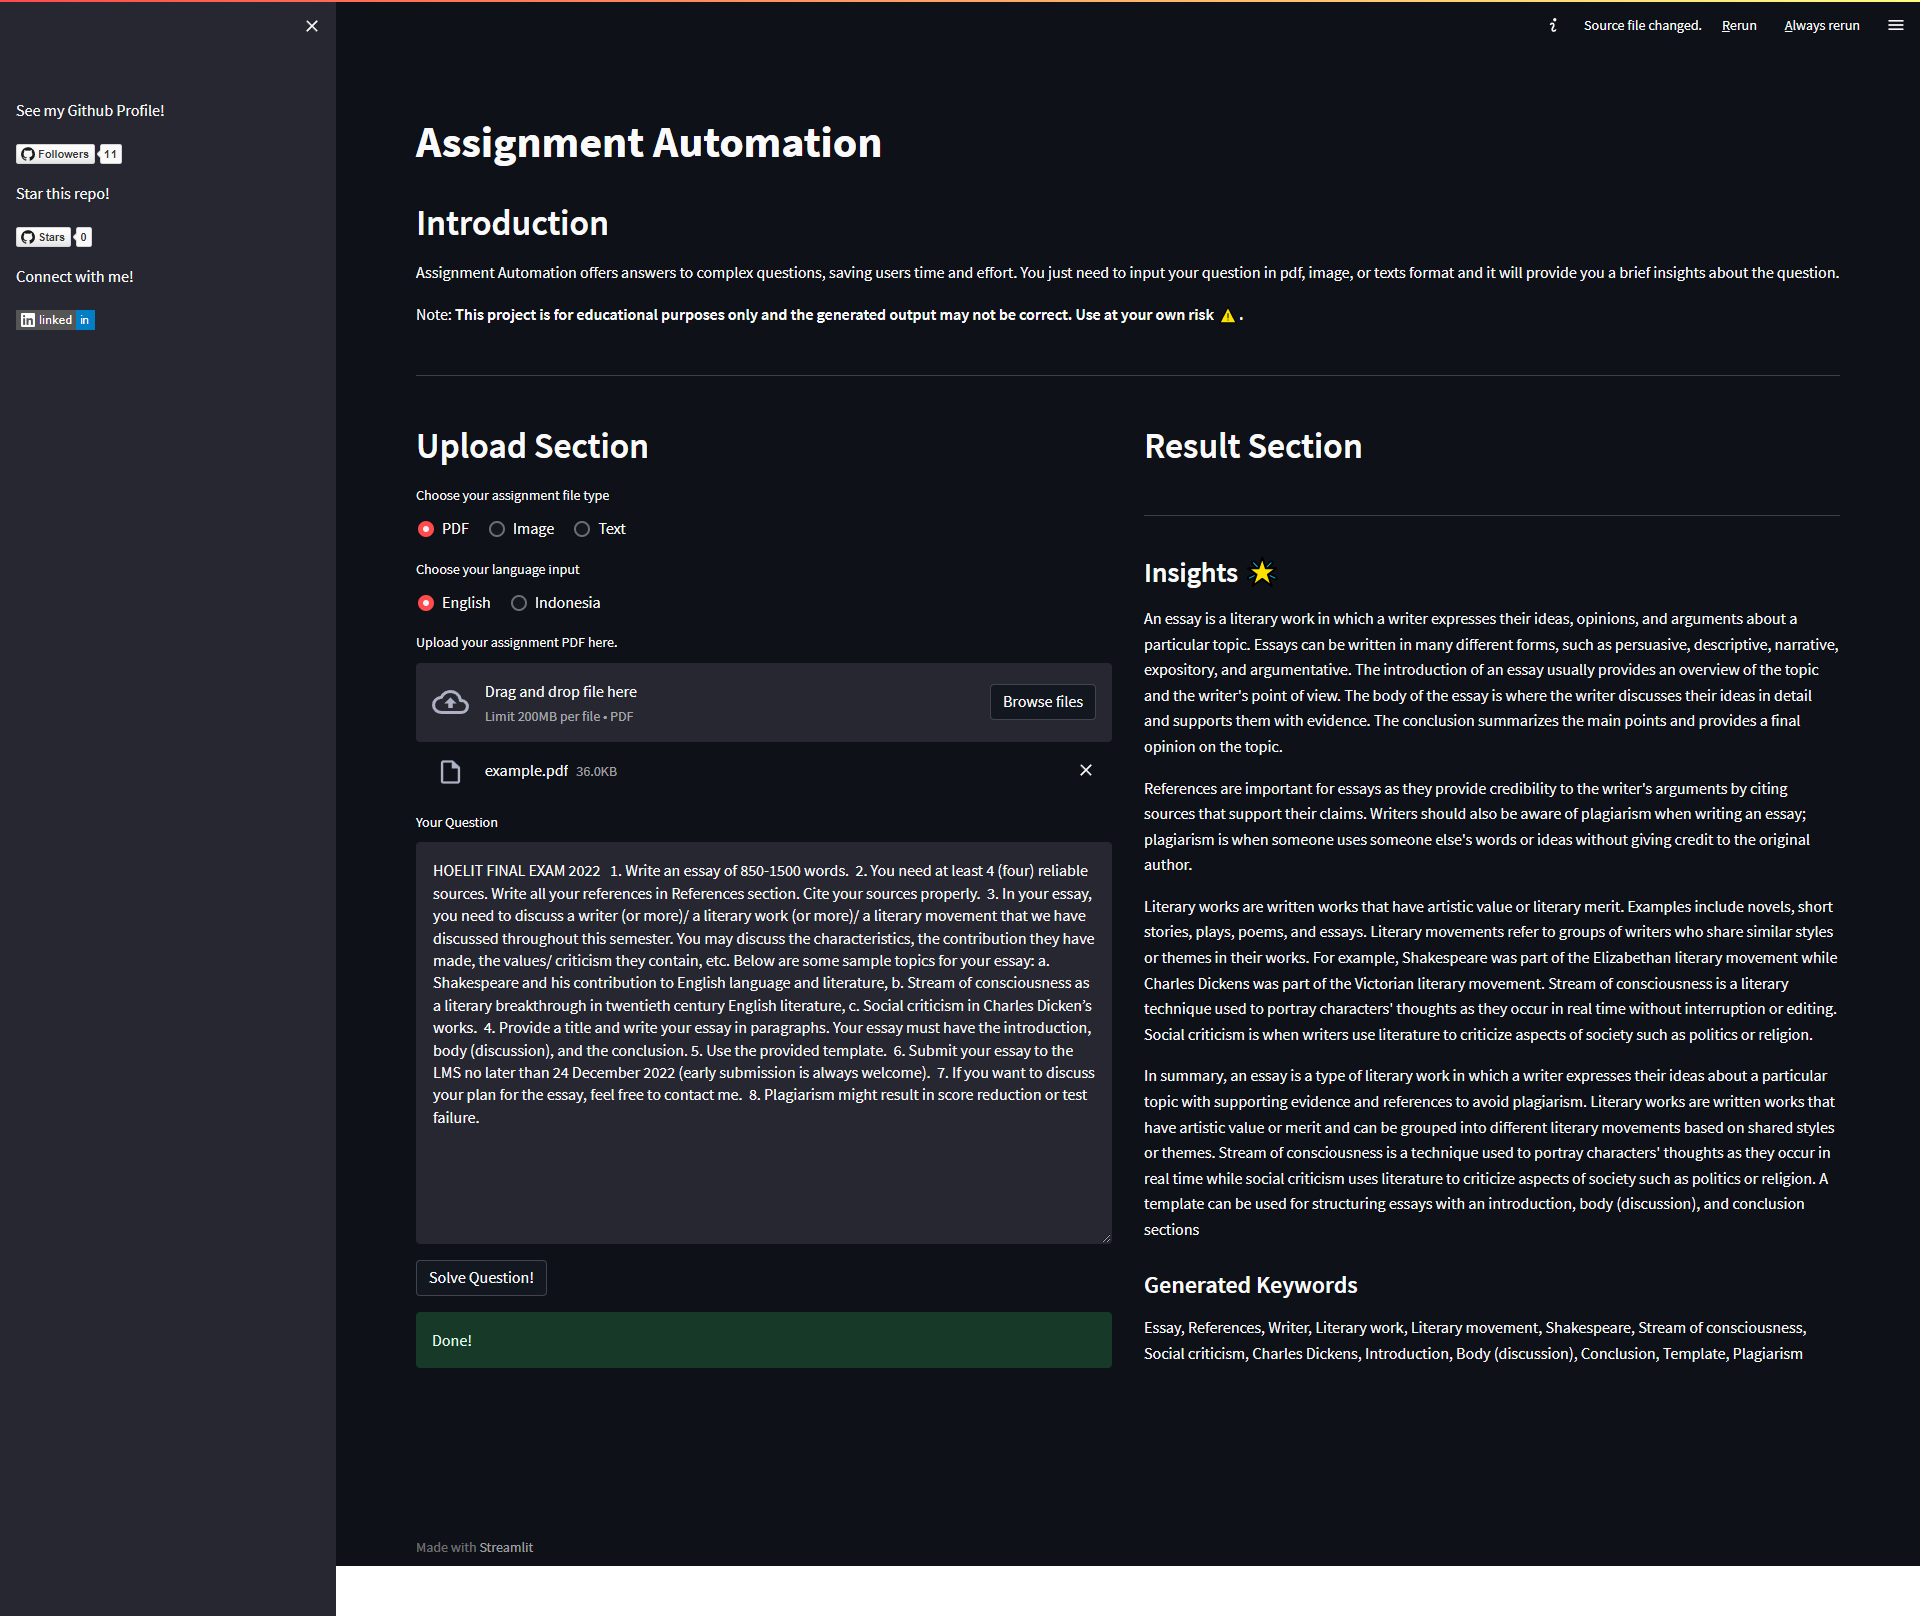 Source file changed. Rerun Always rerun
See my Github Profile!
Followers 11
Star this repo!
Stars 0
Connect with me!
in linked in
Assignment Automation
Introduction
Assignment Automation offers answers to complex questions, saving users time and effort. You just need to input your question in pdf, image, or texts format and it will provide you a brief insights about the question.
Note: This project is for educational purposes only and the generated output may not be correct. Use at your own risk ⚠️ .
Upload Section
Choose your assignment file type
PDF Image Text
Choose your language input
English Indonesia
Upload your assignment PDF here.
Drag and drop file here
Limit 200MB per file • PDF
Browse files
example.pdf 36.0KB
Your Question
HOELIT FINAL EXAM 2022   1. Write an essay of 850-1500 words.  2. You need at least 4 (four) reliable
sources. Write all your references in References section. Cite your sources properly.  3. In your essay,
you need to discuss a writer (or more)/ a literary work (or more)/ a literary movement that we have
discussed throughout this semester. You may discuss the characteristics, the contribution they have
made, the values/ criticism they contain, etc. Below are some sample topics for your essay: a.
Shakespeare and his contribution to English language and literature, b. Stream of consciousness as
a literary breakthrough in twentieth century English literature, c. Social criticism in Charles Dicken’s
works.  4. Provide a title and write your essay in paragraphs. Your essay must have the introduction,
body (discussion), and the conclusion. 5. Use the provided template.  6. Submit your essay to the
LMS no later than 24 December 2022 (early submission is always welcome).  7. If you want to discuss
your plan for the essay, feel free to contact me.  8. Plagiarism might result in score reduction or test
failure.
Solve Question!
Done!
Result Section
Insights 🌟
An essay is a literary work in which a writer expresses their ideas, opinions, and arguments about a
particular topic. Essays can be written in many different forms, such as persuasive, descriptive, narrative,
expository, and argumentative. The introduction of an essay usually provides an overview of the topic
and the writer's point of view. The body of the essay is where the writer discusses their ideas in detail
and supports them with evidence. The conclusion summarizes the main points and provides a final
opinion on the topic.
References are important for essays as they provide credibility to the writer's arguments by citing
sources that support their claims. Writers should also be aware of plagiarism when writing an essay;
plagiarism is when someone uses someone else's words or ideas without giving credit to the original
author.
Literary works are written works that have artistic value or literary merit. Examples include novels, short
stories, plays, poems, and essays. Literary movements refer to groups of writers who share similar styles
or themes in their works. For example, Shakespeare was part of the Elizabethan literary movement while
Charles Dickens was part of the Victorian literary movement. Stream of consciousness is a literary
technique used to portray characters' thoughts as they occur in real time without interruption or editing.
Social criticism is when writers use literature to criticize aspects of society such as politics or religion.
In summary, an essay is a type of literary work in which a writer expresses their ideas about a particular
topic with supporting evidence and references to avoid plagiarism. Literary works are written works that
have artistic value or merit and can be grouped into different literary movements based on shared styles
or themes. Stream of consciousness is a technique used to portray characters' thoughts as they occur in
real time while social criticism uses literature to criticize aspects of society such as politics or religion. A
template can be used for structuring essays with an introduction, body (discussion), and conclusion
sections
Generated Keywords
Essay, References, Writer, Literary work, Literary movement, Shakespeare, Stream of consciousness,
Social criticism, Charles Dickens, Introduction, Body (discussion), Conclusion, Template, Plagiarism
Made with Streamlit